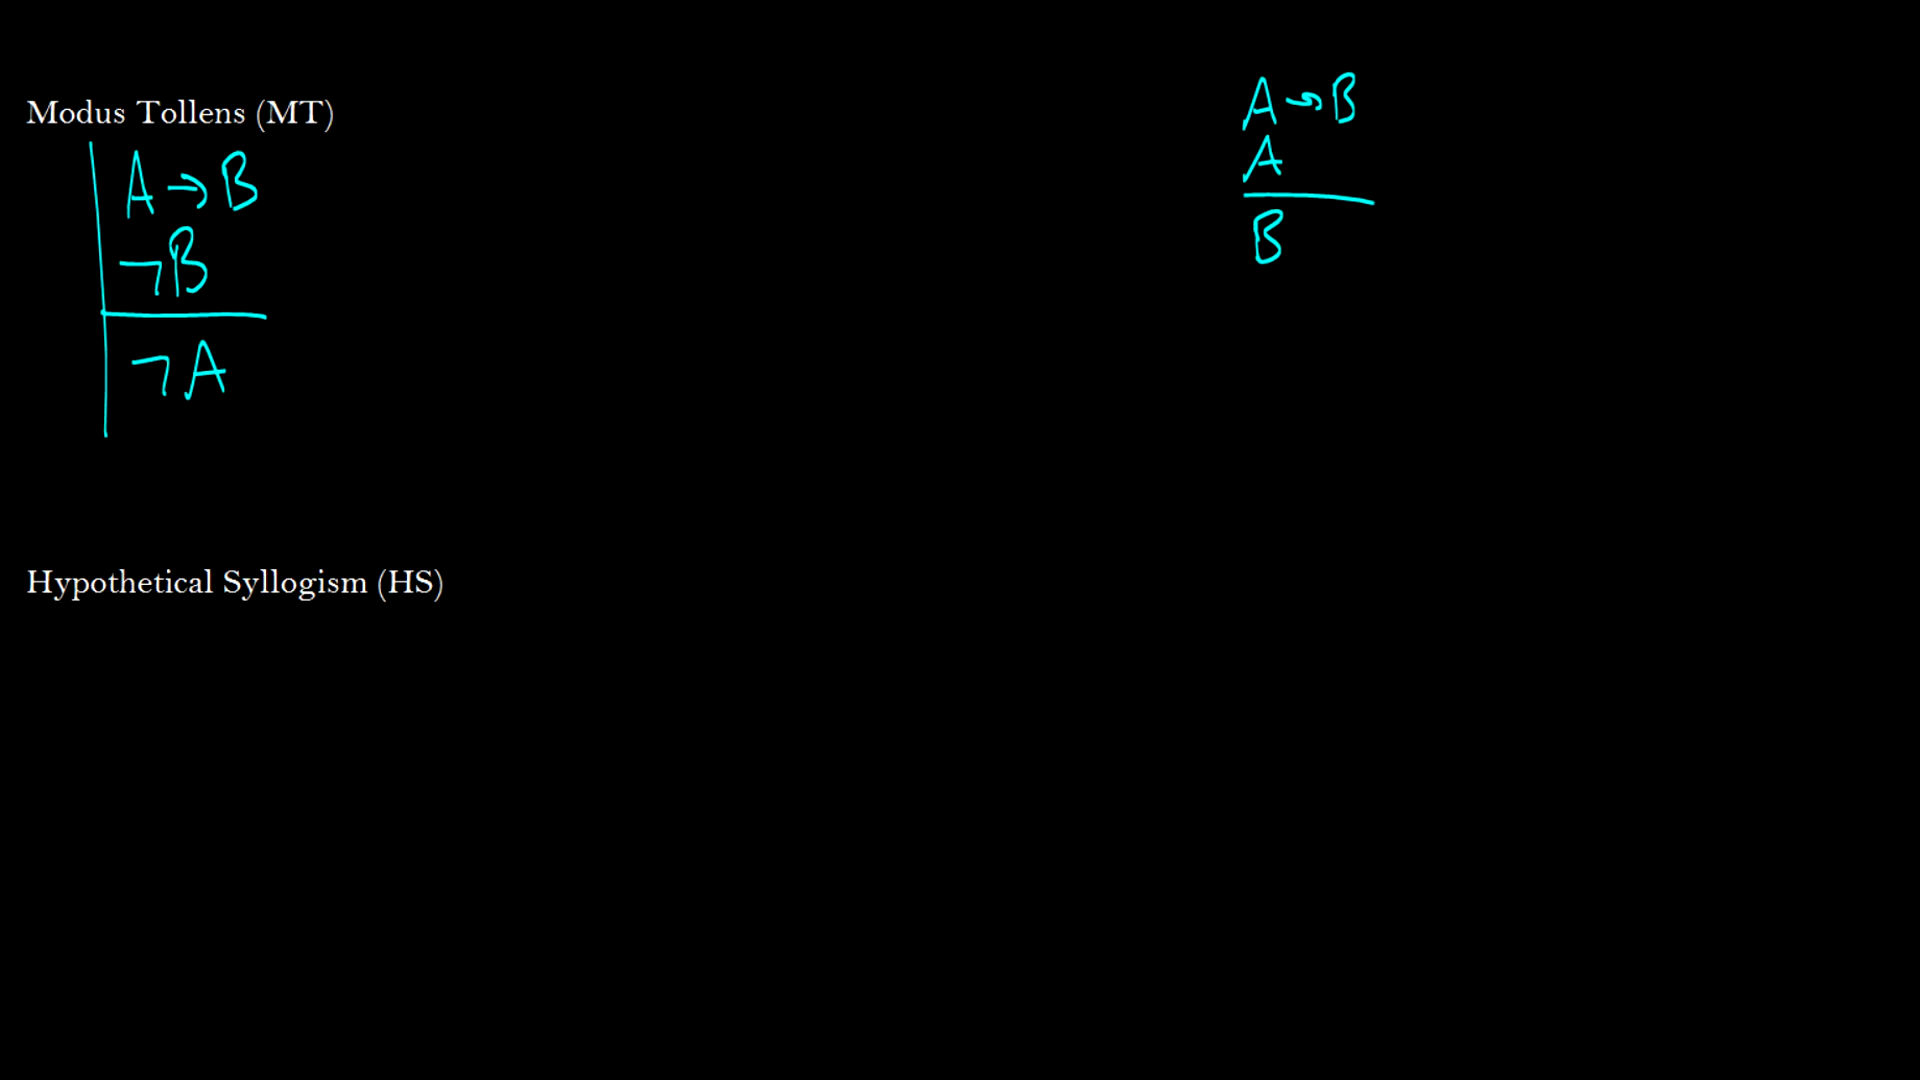 Modus Tollens (MT)
A → B
¬B
¬A
A → B
A
B
Hypothetical Syllogism (HS)